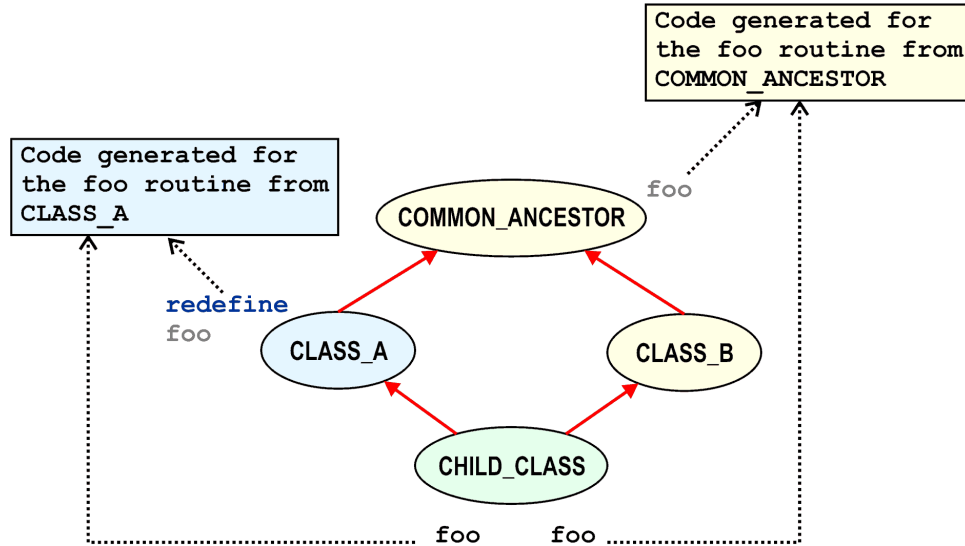 Code generated for
the foo routine from
COMMON_ANCESTOR
Code generated for
the foo routine from
CLASS_A
foo
COMMON_ANCESTOR
redefine
foo
CLASS_A
CLASS_B
CHILD_CLASS
foo foo